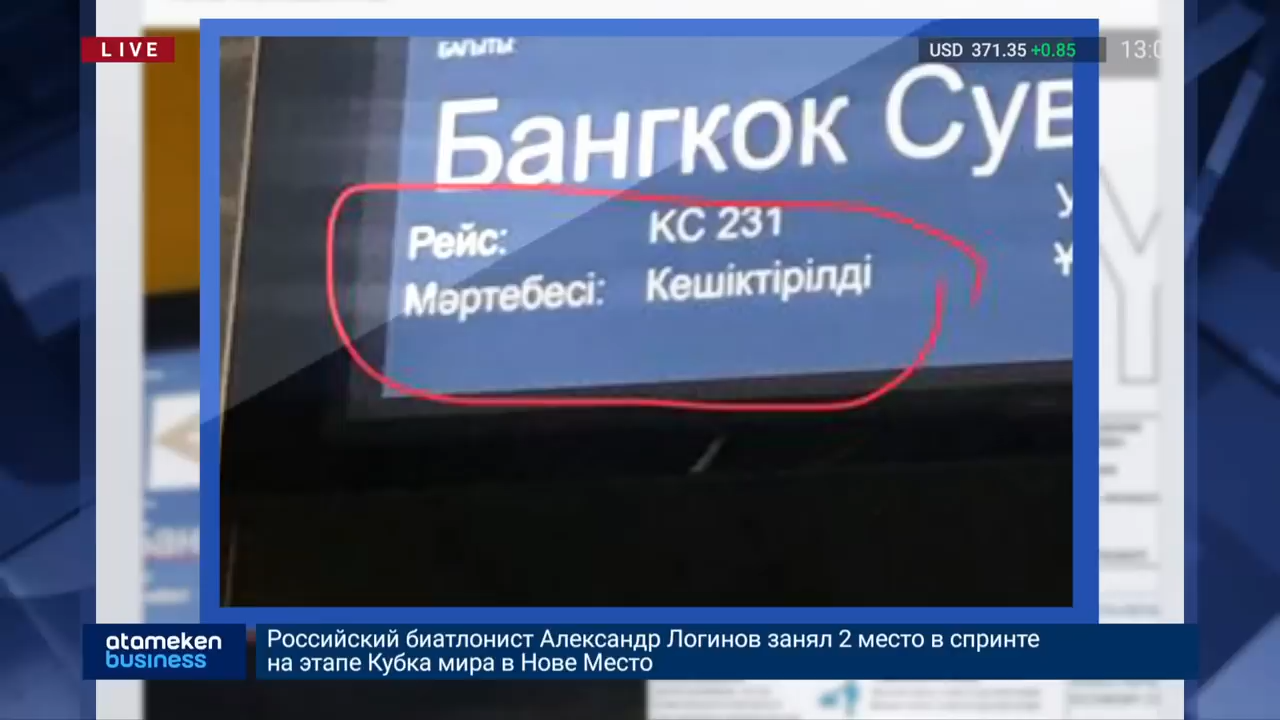 LIVE
USD 371.35 +0.85
БАҒЫТЫ:
Бангкок Сув
Рейс: КС 231
Мәртебесі: Кешіктірілді
atameken
business
Российский биатлонист Александр Логинов занял 2 место в спринте
на этапе Кубка мира в Нове Место